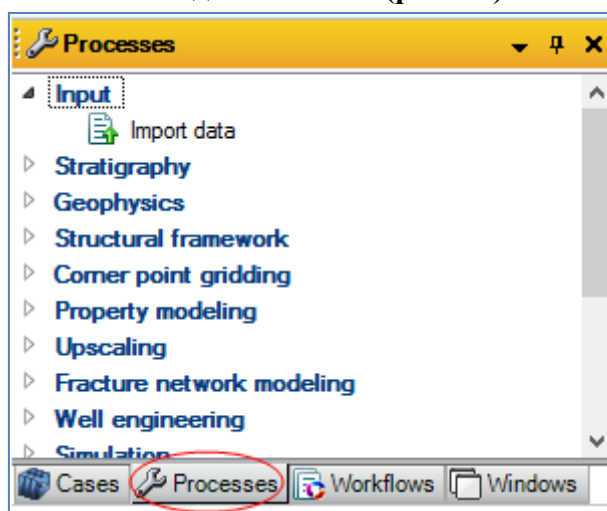 Processes
Input
Import data
Stratigraphy
Geophysics
Structural framework
Corner point gridding
Property modeling
Upscaling
Fracture network modeling
Well engineering
Simulation
Cases Processes Workflows Windows